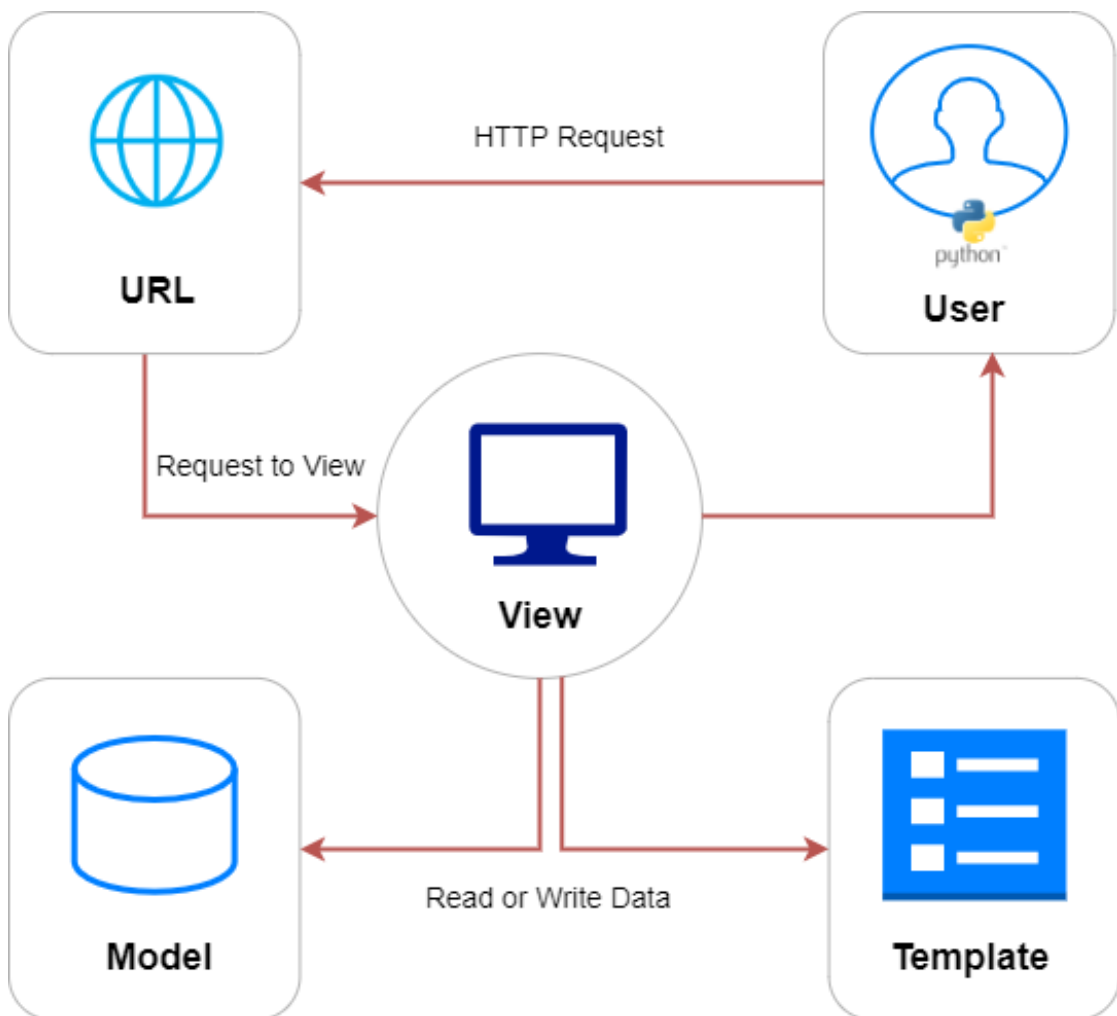 HTTP Request
python
URL
User
Request to View
View
Read or Write Data
Model
Template